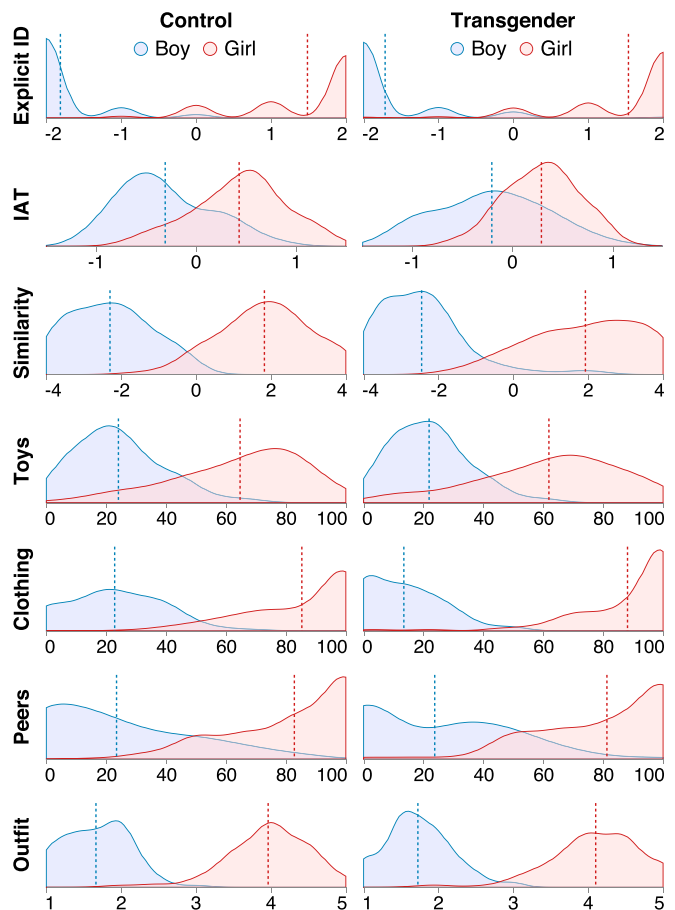 Control Transgender
Boy Girl Boy Girl
Explicit ID
-2 -1 0 1 2 -2 -1 0 1 2
IAT
-1 0 1 -1 0 1
Similarity
-4 -2 0 2 4 -4 -2 0 2 4
Toys
0 20 40 60 80 100 0 20 40 60 80 100
Clothing
0 20 40 60 80 100 0 20 40 60 80 100
Peers
0 20 40 60 80 100 0 20 40 60 80 100
Outfit
1 2 3 4 5 1 2 3 4 5